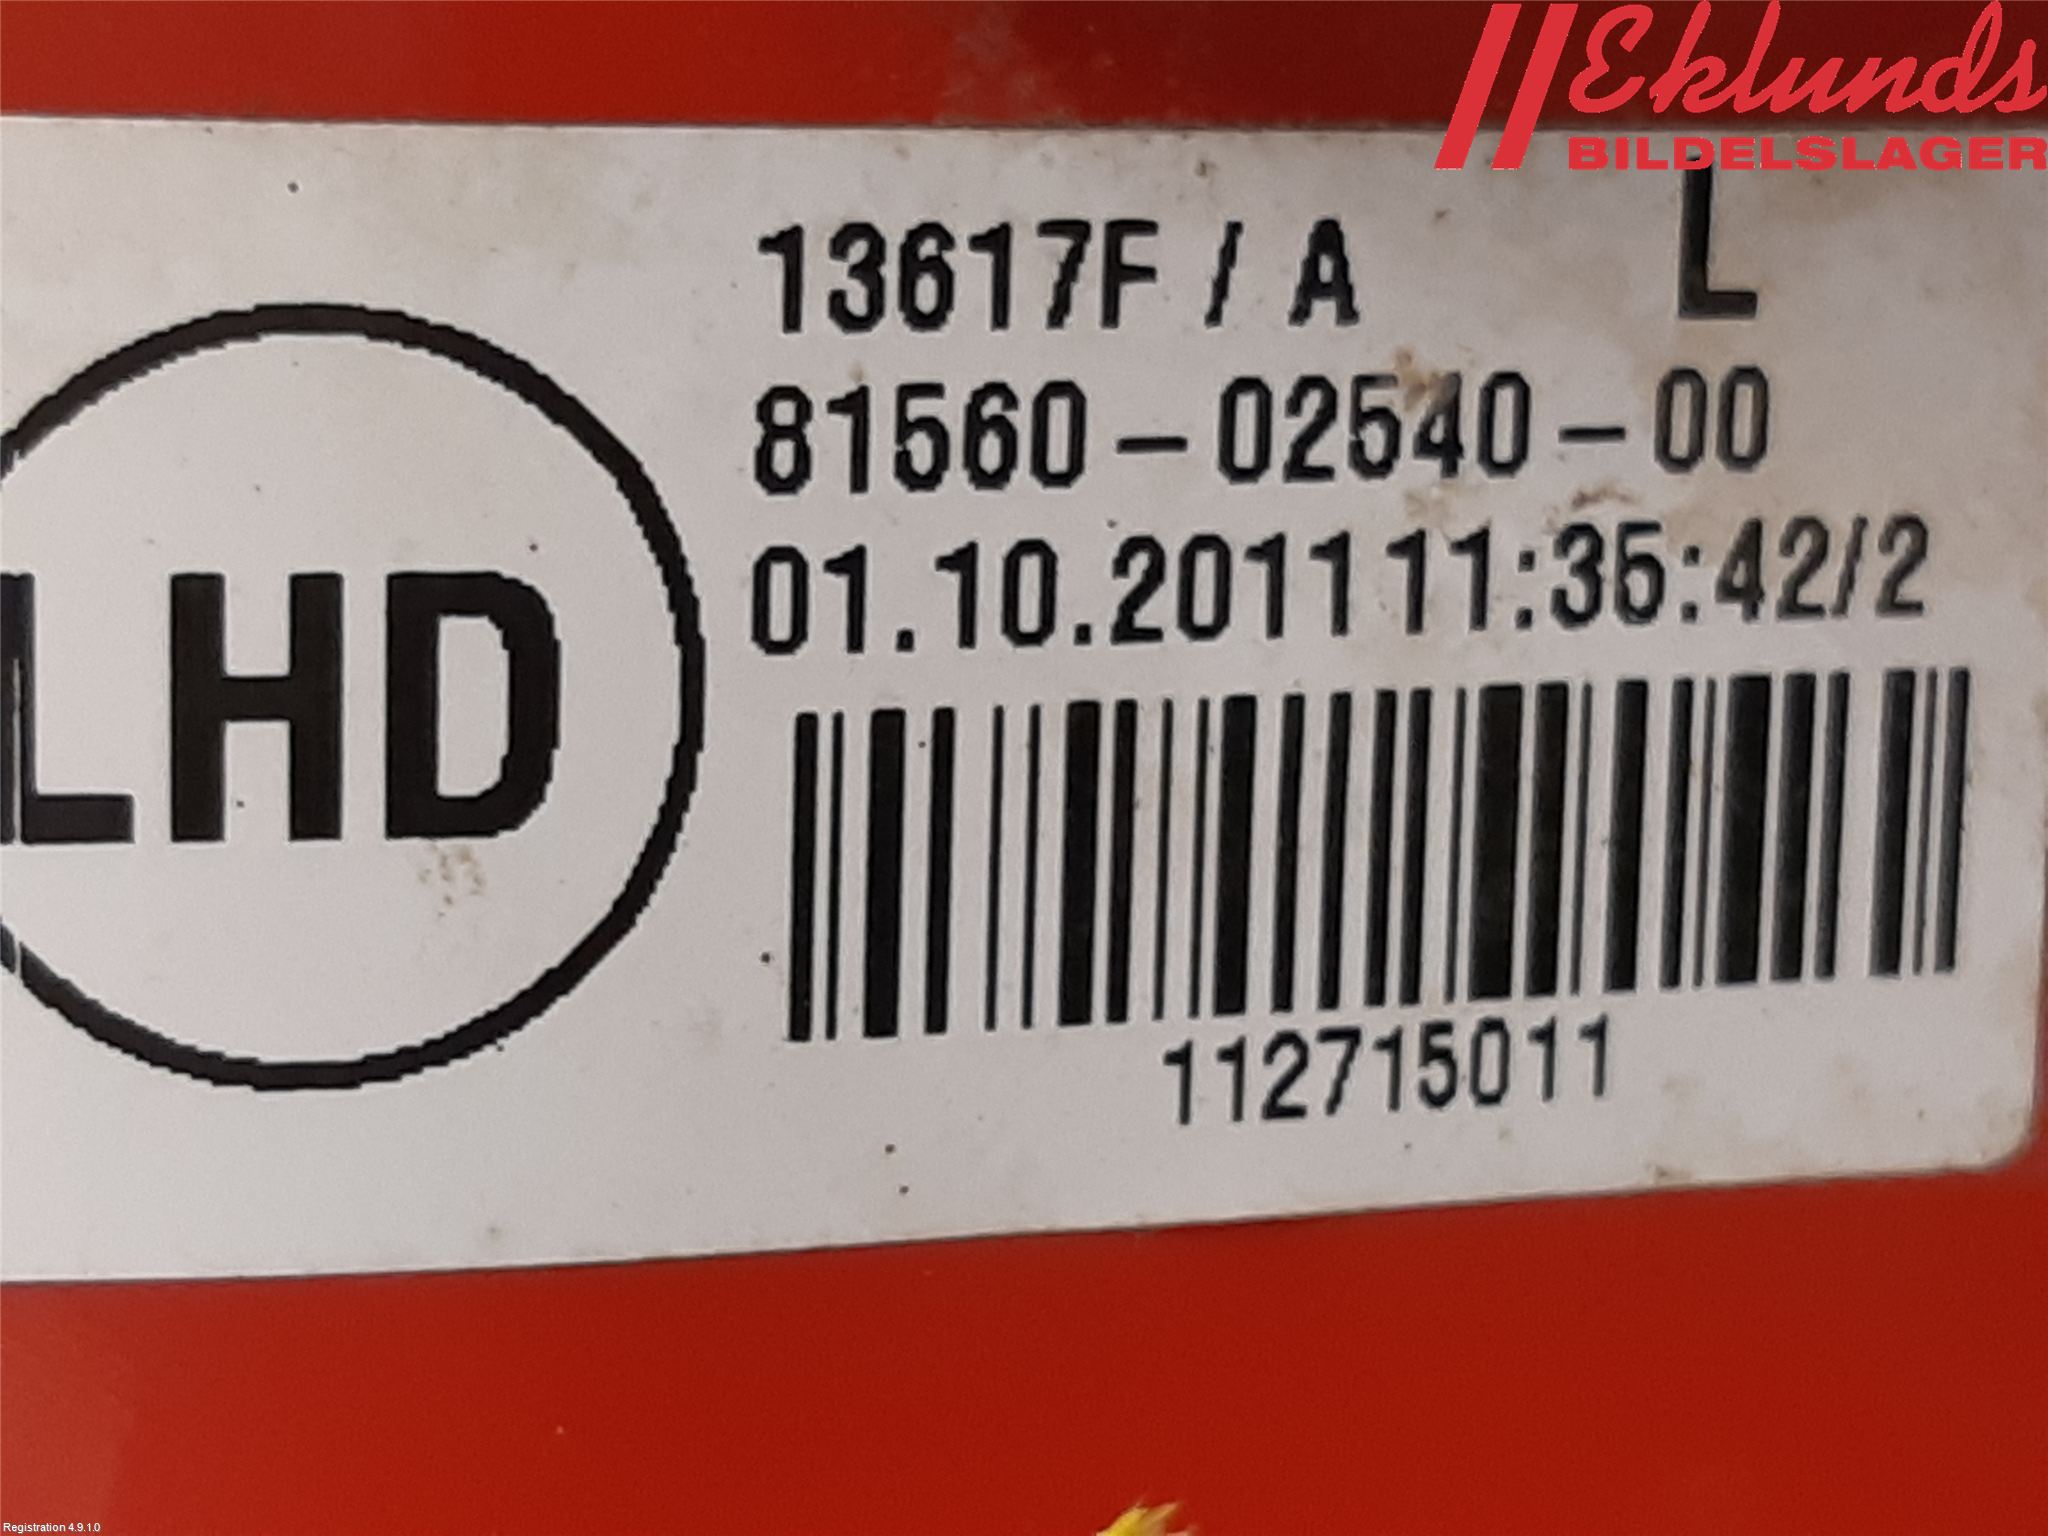 Eklunds
BILDELSLAGER
13617F / A L
81560-02540-00
01.10.2011 11:35:42/2
LHD
112715011
Registration 4.9.1.0